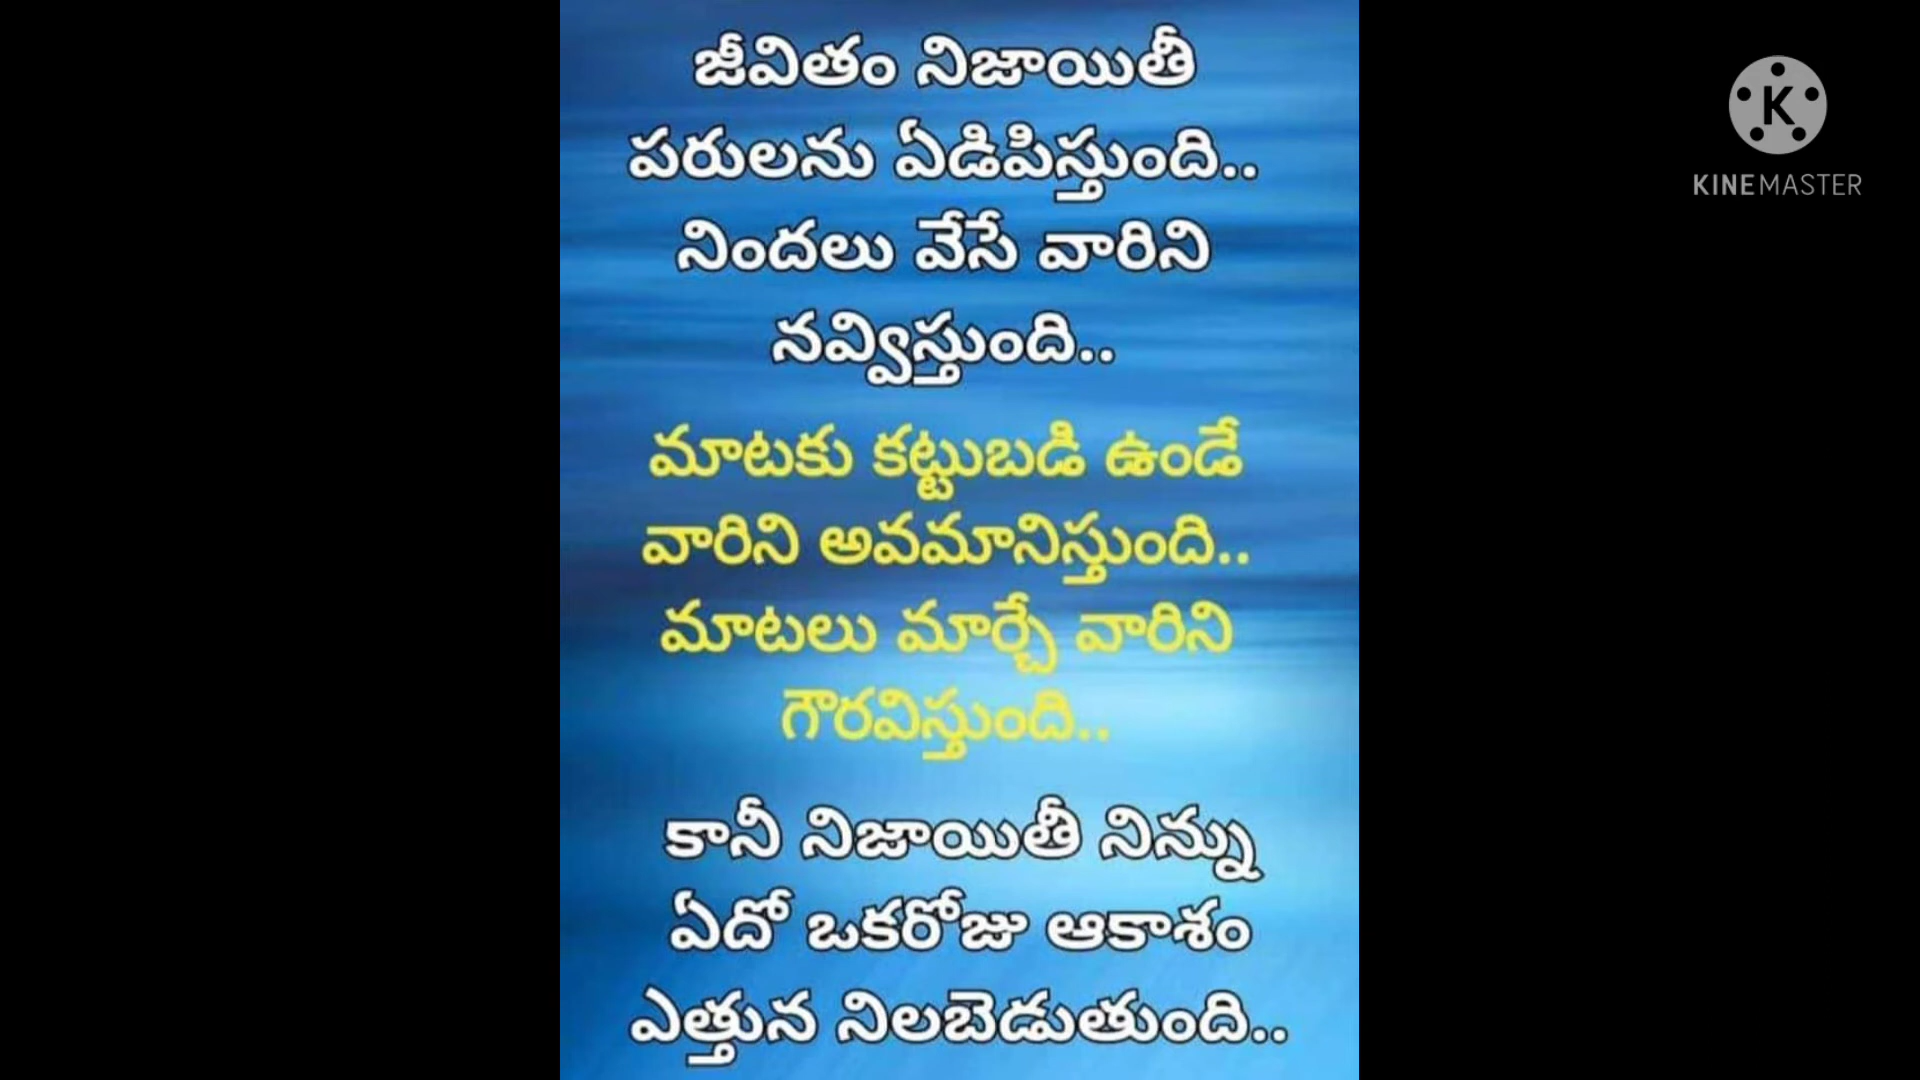 జీవితం నిజాయితీ
పరులను ఏడిపిస్తుంది..
నిందలు వేసే వారిని
నవ్విస్తుంది..
మాటకు కట్టుబడి ఉండే
వారిని అవమానిస్తుంది..
మాటలు మార్చే వారిని
గౌరవిస్తుంది..
కానీ నిజాయితీ నిన్ను
ఏదో ఒకరోజు ఆకాశం
ఎత్తున నిలబెడుతుంది..
K
KINEMASTER